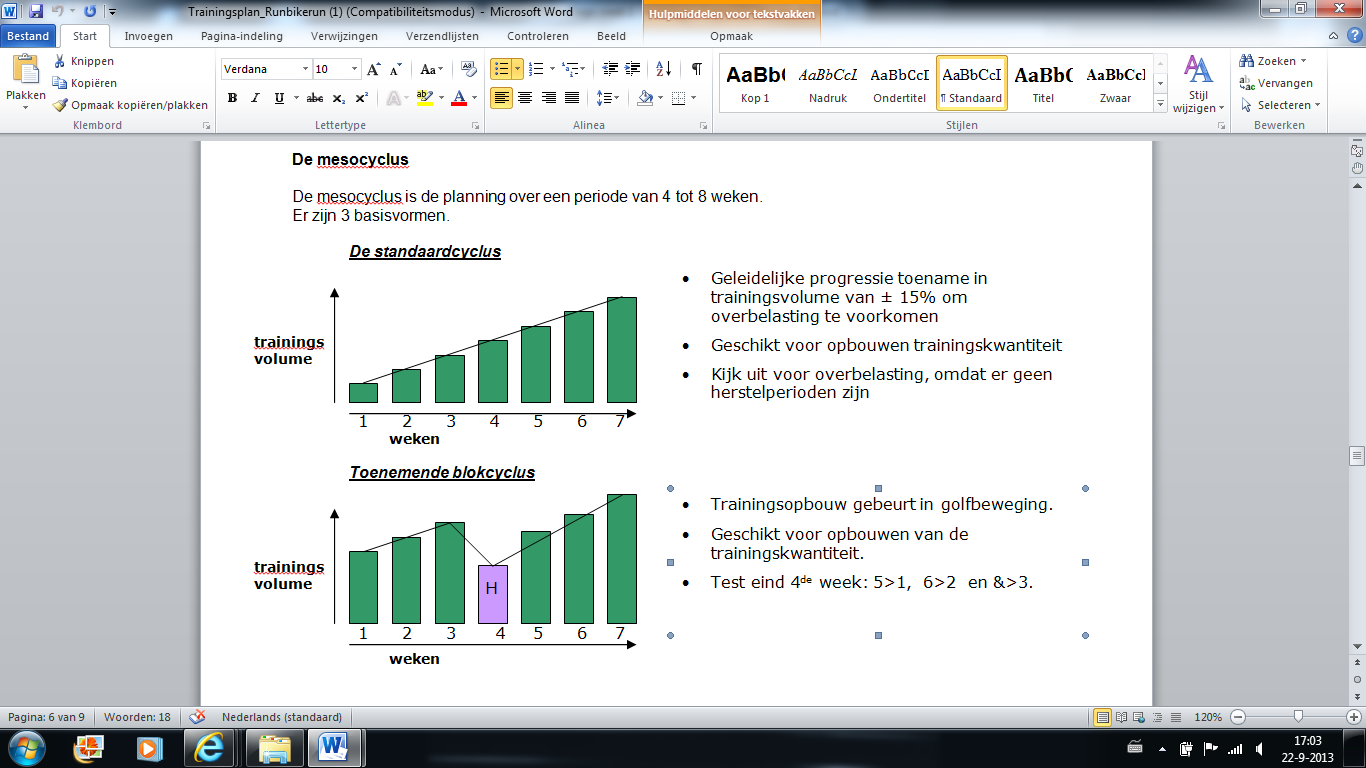 Trainingsplan_Runbikerun (1) (Compatibiliteitsmodus) - Microsoft Word
Hulpmiddelen voor tekstvakken
Bestand Start Invoegen Pagina-indeling Verwijzingen Verzendlijsten Controleren Beeld Opmaak
Plakken
Knippen
Kopiëren
Opmaak kopiëren/plakken
Klembord
Verdana 10
Lettertype
Alinea
AaBbC AaBbCcI AaBbCcI AaBbCcI AaBbC AaBbCcI
Kop 1 Nadruk Ondertitel ¶ Standaard Titel Zwaar
Stijlen
Stijl
wijzigen
Zoeken
Vervangen
Selecteren
Bewerken
De mesocyclus
De mesocyclus is de planning over een periode van 4 tot 8 weken.
Er zijn 3 basisvormen.
De standaardcyclus
trainings
volume
1 2 3 4 5 6 7
weken
• Geleidelijke progressie toename in
trainingsvolume van ± 15% om
overbelasting te voorkomen
• Geschikt voor opbouwen trainingskwantiteit
• Kijk uit voor overbelasting, omdat er geen
herstelperioden zijn
Toenemende blokcyclus
trainings
volume
H
1 2 3 4 5 6 7
weken
• Trainingsopbouw gebeurt in golfbeweging.
• Geschikt voor opbouwen van de
trainingskwantiteit.
• Test eind 4de week: 5>1, 6>2 en &>3.
Pagina: 6 van 9 Woorden: 18 Nederlands (standaard) 120%
17:03
22-9-2013